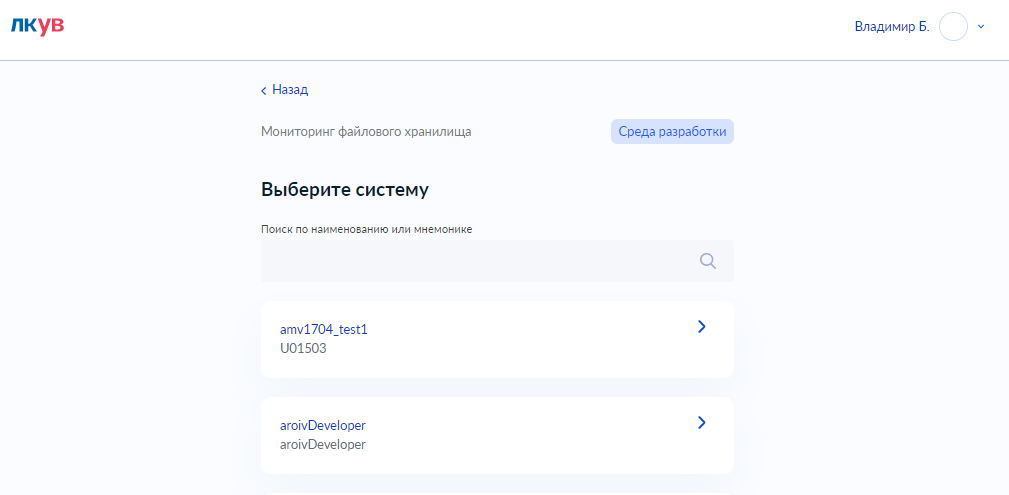 лкув
Владимир Б.
Назад
Мониторинг файлового хранилища
Среда разработки
Выберите систему
Поиск по наименованию или мнемонике
amv1704_test1
U01503
aroivDeveloper
aroivDeveloper